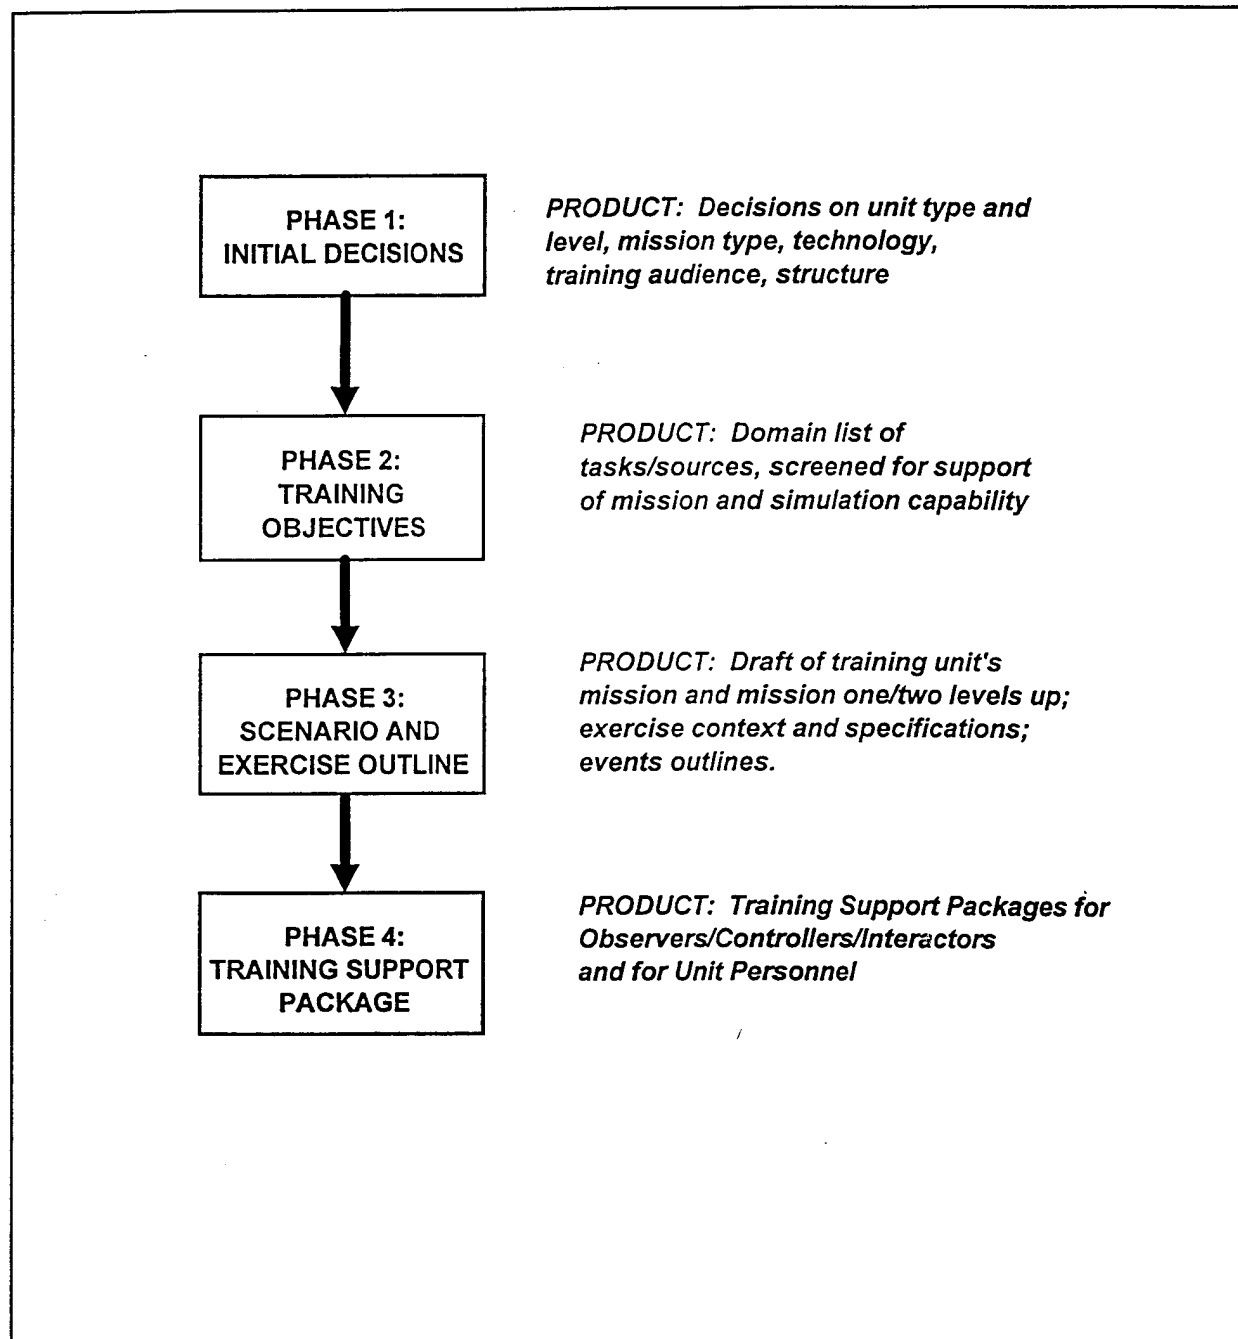 PHASE 1:
INITIAL DECISIONS
PRODUCT: Decisions on unit type and
level, mission type, technology,
training audience, structure
PHASE 2:
TRAINING
OBJECTIVES
PRODUCT: Domain list of
tasks/sources, screened for support
of mission and simulation capability
PHASE 3:
SCENARIO AND
EXERCISE OUTLINE
PRODUCT: Draft of training unit's
mission and mission one/two levels up;
exercise context and specifications;
events outlines.
PHASE 4:
TRAINING SUPPORT
PACKAGE
PRODUCT: Training Support Packages for
Observers/Controllers/Interactors
and for Unit Personnel